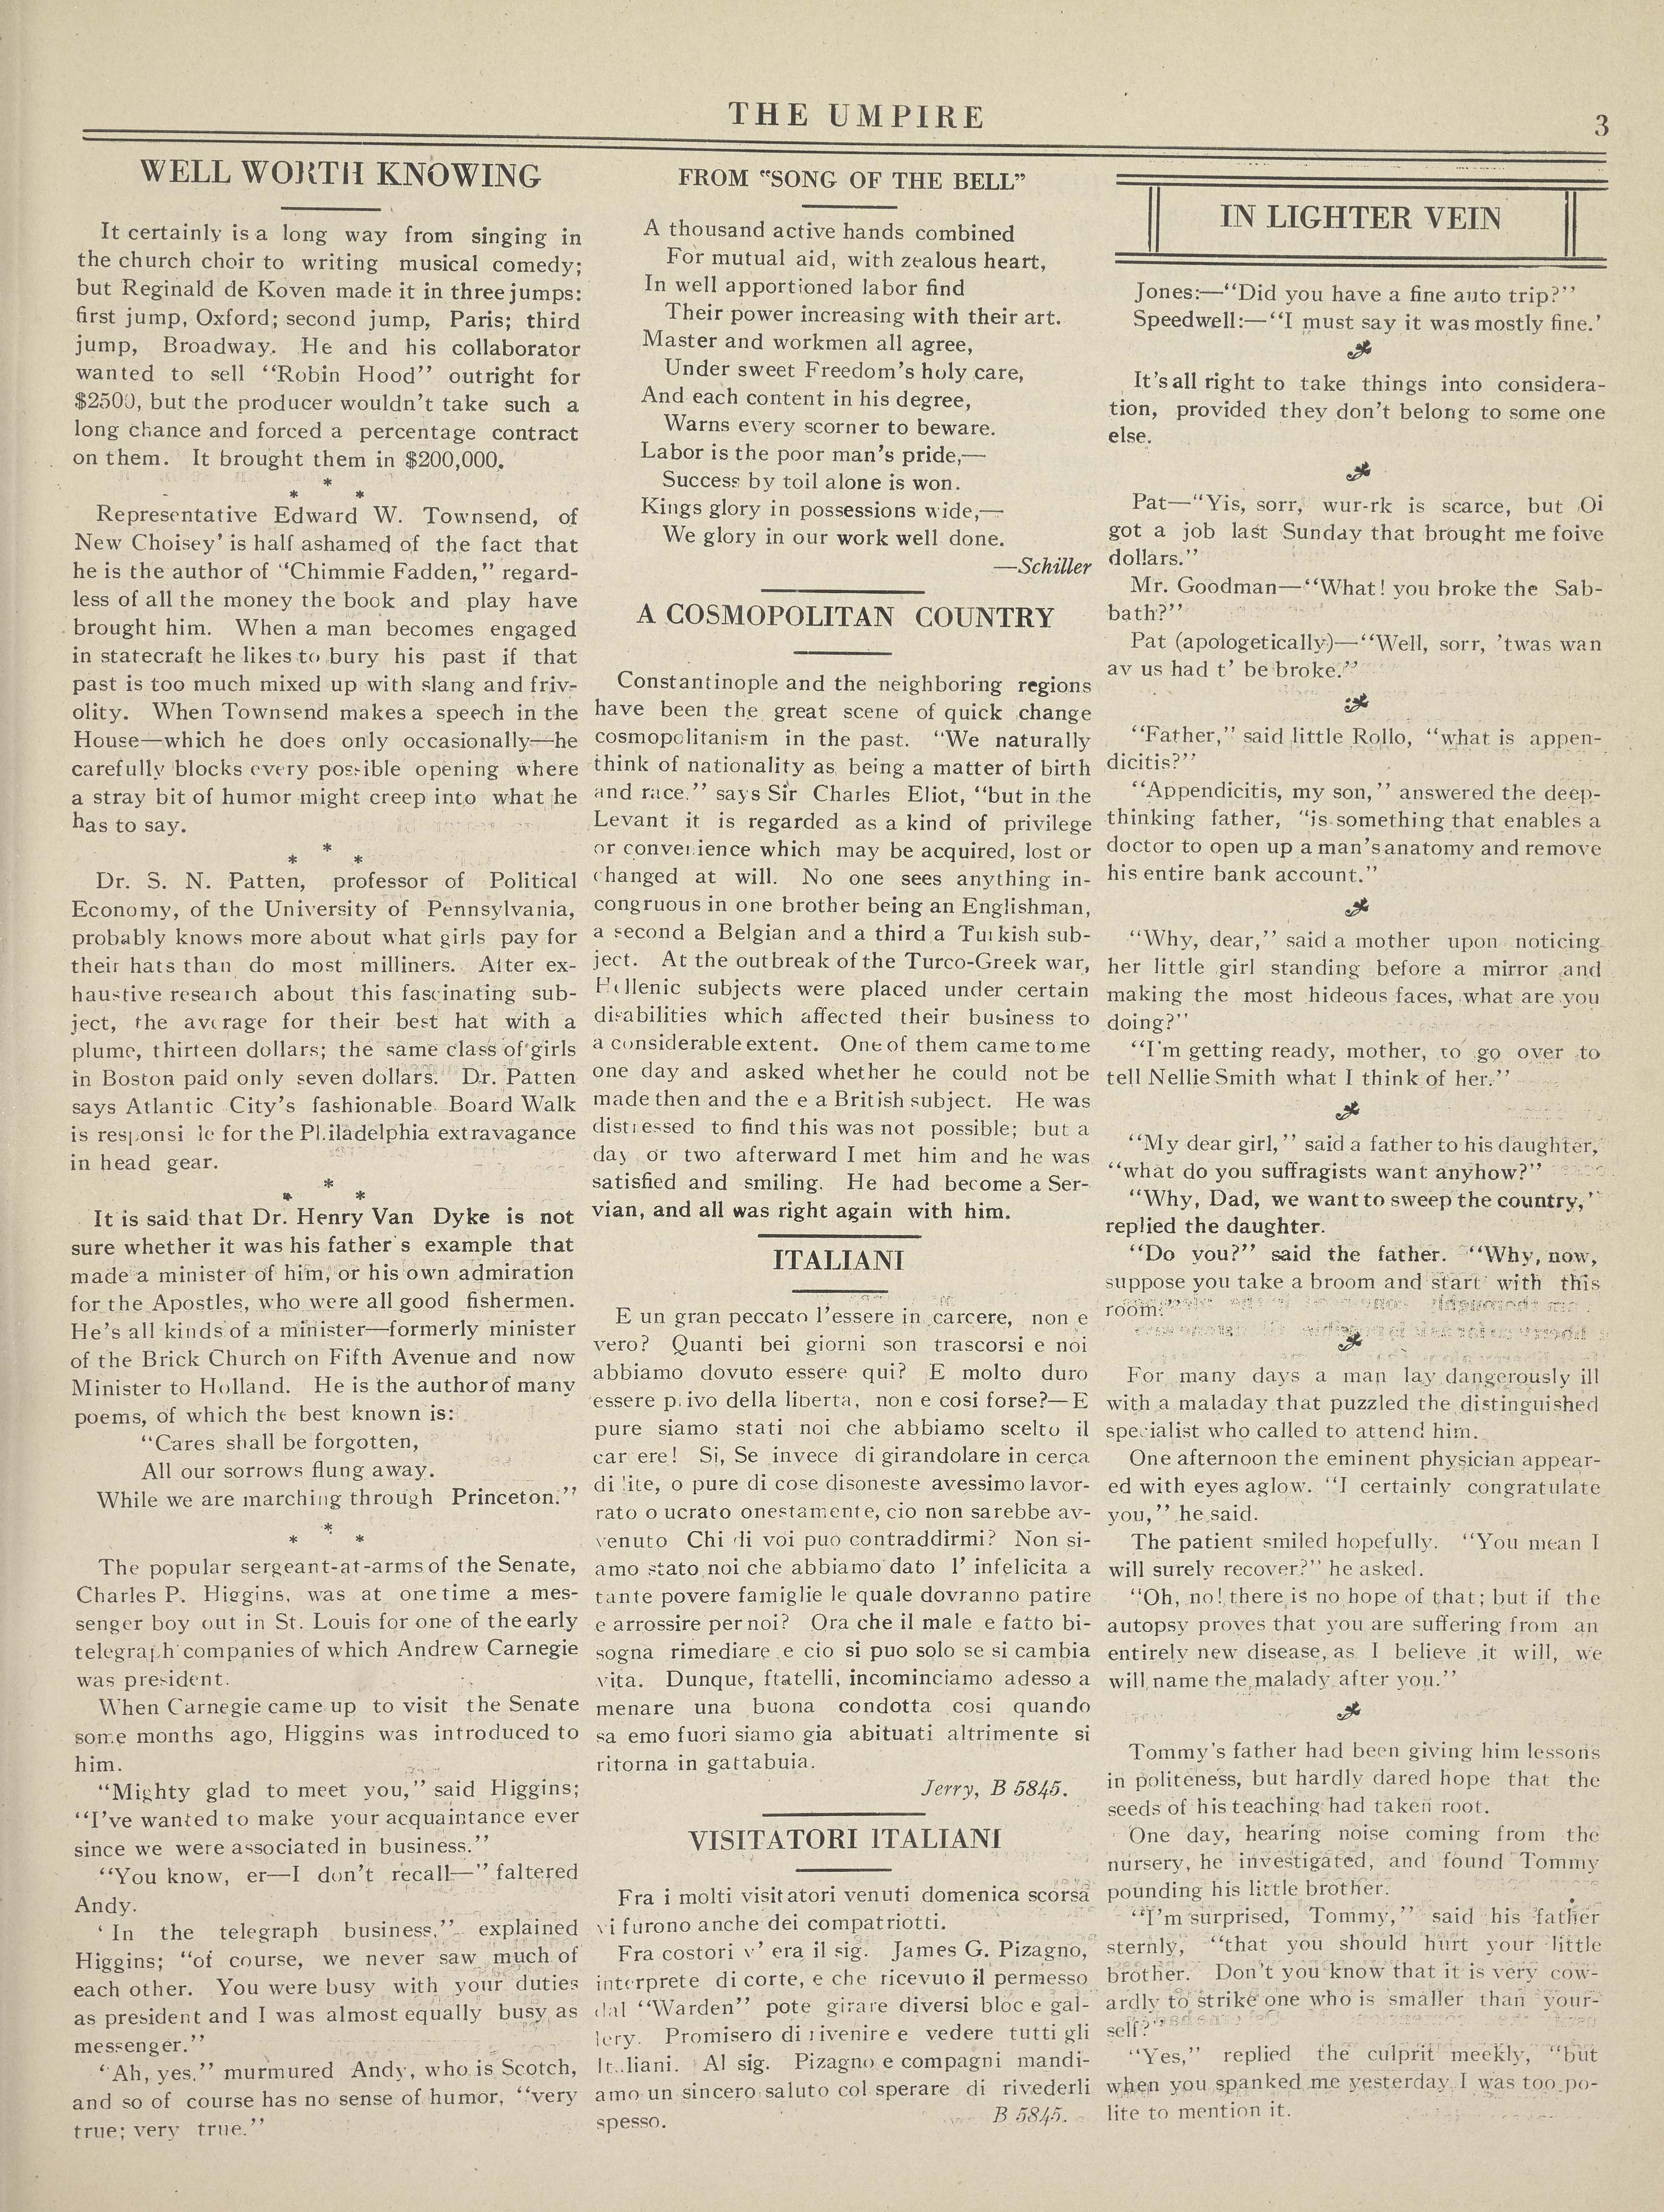 THE UMPIRE
3
WELL WORTH KNOWING
It certainly is a long way from singing in
the church choir to writing musical comedy;
but Reginald de Koven made it in three jumps:
first jump, Oxford; second jump, Paris; third
jump, Broadway. He and his collaborator
wanted to sell “Robin Hood” outright for
$2500, but the producer wouldn’t take such a
long chance and forced a percentage contract
on them. It brought them in $200,000.
* * *
Representative Edward W. Townsend, of
New Choisey’ is half ashamed of the fact that
he is the author of “Chimmie Fadden,” regard-
less of all the money the book and play have
brought him. When a man becomes engaged
in statecraft he likes to bury his past if that
past is too much mixed up with slang and friv-
olity. When Townsend makes a speech in the
House—which he does only occasionally—he
carefully blocks every possible opening where
a stray bit of humor might creep into what he
has to say.
* * *
Dr. S. N. Patten, professor of Political
Economy, of the University of Pennsylvania,
probably knows more about what girls pay for
their hats than do most milliners. After ex-
haustive research about this fascinating sub-
ject, the average for their best hat with a
plume, thirteen dollars; the same class of girls
in Boston paid only seven dollars. Dr. Patten
says Atlantic City’s fashionable Board Walk
is responsi le for the Philadelphia extravagance
in head gear.
* * *
It is said that Dr. Henry Van Dyke is not
sure whether it was his father s example that
made a minister of him, or his own admiration
for the Apostles, who were all good fishermen.
He’s all kinds of a minister—formerly minister
of the Brick Church on Fifth Avenue and now
Minister to Holland. He is the author of many
poems, of which the best known is:
“Cares shall be forgotten,
All our sorrows flung away.
While we are marching through Princeton.”
* * *
The popular sergeant-at-arms of the Senate,
Charles P. Higgins, was at one time a mes-
senger boy out in St. Louis for one of the early
telegraph companies of which Andrew Carnegie
was president.
When Carnegie came up to visit the Senate
some months ago, Higgins was introduced to
him.
“Mighty glad to meet you,” said Higgins;
“I’ve wanted to make your acquaintance ever
since we were associated in business.”
“You know, er—I don’t recall—” faltered
Andy.
‘ In the telegraph business,” explained
Higgins; “of course, we never saw much of
each other. You were busy with your duties
as president and I was almost equally busy as
messenger.”
‘Ah, yes,” murmured Andy, who is Scotch,
and so of course has no sense of humor, “very
true; very true.”
FROM “SONG OF THE BELL”
A thousand active hands combined
For mutual aid, with zealous heart,
In well apportioned labor find
Their power increasing with their art.
Master and workmen all agree,
Under sweet Freedom’s holy care,
And each content in his degree,
Warns every scorner to beware.
Labor is the poor man’s pride,—
Success by toil alone is won.
Kings glory in possessions wide,—
We glory in our work well done.
—Schiller
A COSMOPOLITAN COUNTRY
Constantinople and the neighboring regions
have been the great scene of quick change
cosmopolitanism in the past. “We naturally
think of nationality as being a matter of birth
and race.” says Sir Charles Eliot, “but in the
Levant it is regarded as a kind of privilege
or convenience which may be acquired, lost or
changed at will. No one sees anything in-
congruous in one brother being an Englishman,
a second a Belgian and a third a Turkish sub-
ject. At the outbreak of the Turco-Greek war,
Hellenic subjects were placed under certain
disabilities which affected their business to
a considerable extent. One of them came to me
one day and asked whether he could not be
made then and the e a British subject. He was
distressed to find this was not possible; but a
day or two afterward I met him and he was
satisfied and smiling. He had become a Ser-
vian, and all was right again with him.
ITALIANI
E un gran peccato l’essere in carcere, non e
vero? Quanti bei giorni son trascorsi e noi
abbiamo dovuto essere qui? E molto duro
essere p. ivo della liberta, non e cosi forse?—E
pure siamo stati noi che abbiamo scelto il
car ere! Si, Se invece di girandolare in cerca
di lite, o pure di cose disoneste avessimo lavor-
rato o ucrato onestamente, cio non sarebbe av-
venuto Chi di voi puo contraddirmi? Non si-
amo stato noi che abbiamo dato l’ infelicita a
tante povere famiglie le quale dovranno patire
e arrossire per noi? Ora che il male e fatto bi-
sogna rimediare e cio si puo solo se si cambia
vita. Dunque, ftatelli, incominciamo adesso a
menare una buona condotta cosi quando
sa emo fuori siamo gia abituati altrimente si
ritorna in gattabuia.
Jerry, B 5845.
VISITATORI ITALIANI
Fra i molti visitatori venuti domenica scorsa
vi furono anche dei compatriotti.
Fra costori v’ era il sig. James G. Pizagno,
interprete di corte, e che ricevuto il permesso
dal “Warden” pote girare diversi bloc e gal-
lery. Promisero di rivenire e vedere tutti gli
It..liani. Al sig. Pizagno e compagni mandi-
amo un sincero saluto col sperare di rivederli
spesso.
B 5845.
IN LIGHTER VEIN
Jones:—“Did you have a fine auto trip?”
Speedwell:—“I must say it was mostly fine.’
It’s all right to take things into considera-
tion, provided they don’t belong to some one
else.
Pat—“Yis, sorr, wur-rk is scarce, but Oi
got a job last Sunday that brought me foive
dollars.”
Mr. Goodman—“What! you broke the Sab-
bath?”
Pat (apologetically)—“Well, sorr, ’twas wan
av us had t’ be broke.”
“Father,” said little Rollo, “what is appen-
dicitis?”
“Appendicitis, my son,” answered the deep-
thinking father, “is something that enables a
doctor to open up a man’s anatomy and remove
his entire bank account.”
“Why, dear,” said a mother upon noticing
her little girl standing before a mirror and
making the most hideous faces, what are you
doing?”
“I’m getting ready, mother, to go over to
tell Nellie Smith what I think of her.”
“My dear girl,” said a father to his daughter,
“what do you suffragists want anyhow?”
“Why, Dad, we want to sweep the country,”
replied the daughter.
“Do you?” said the father. “Why, now,
suppose you take a broom and start with this
room.”
For many days a man lay dangerously ill
with a maladay that puzzled the distinguished
specialist who called to attend him.
One afternoon the eminent physician appear-
ed with eyes aglow. “I certainly congratulate
you,” he said.
The patient smiled hopefully. “You mean I
will surely recover?” he asked.
“Oh, no! there is no hope of that; but if the
autopsy proves that you are suffering from an
entirely new disease, as I believe it will, we
will name the malady after you.”
Tommy’s father had been giving him lessons
in politeness, but hardly dared hope that the
seeds of his teaching had taken root.
One day, hearing noise coming from the
nursery, he investigated, and found Tommy
pounding his little brother.
“I’m surprised, Tommy,” said his father
sternly, “that you should hurt your little
brother. Don’t you know that it is very cow-
ardly to strike one who is smaller than your-
self?”
“Yes,” replied the culprit meekly, “but
when you spanked me yesterday I was too po-
lite to mention it.